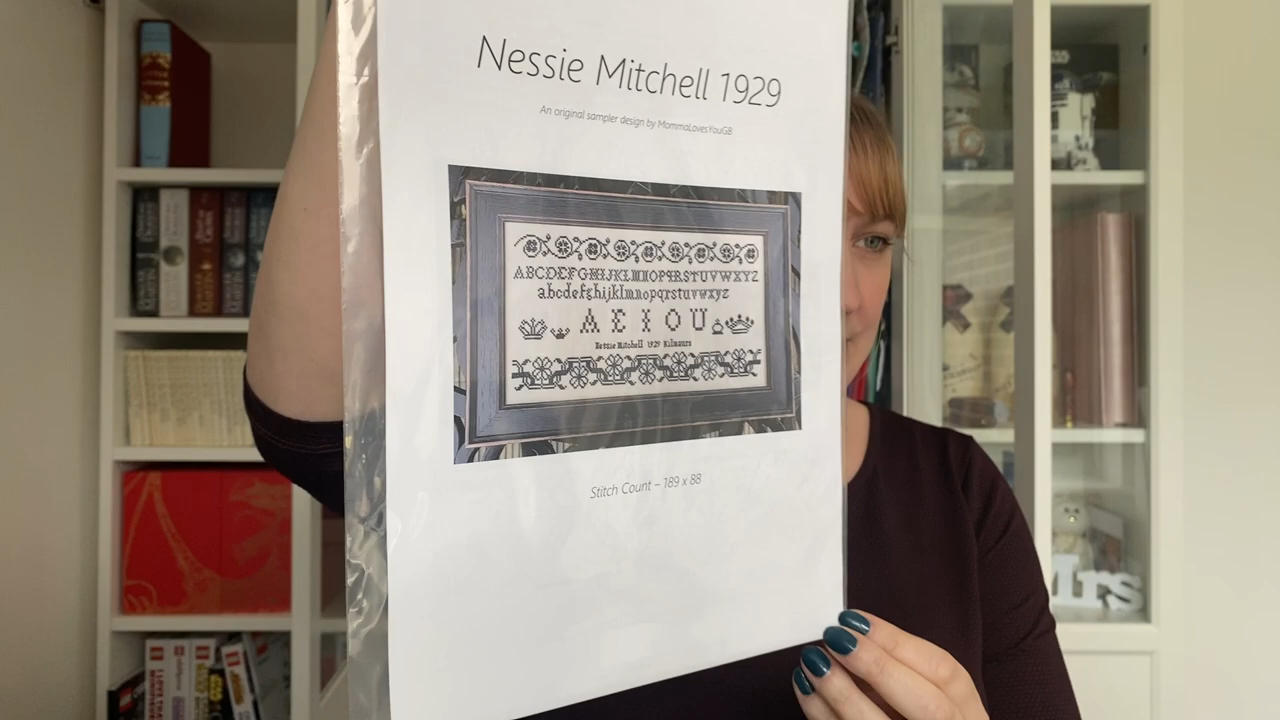 Nessie Mitchell 1929
An original sampler design by MommaLovesYouGB
ABCDEFGHIJKLMNOPQRSTUVWXYZ
abcdefghijklmnopqrstuvwxyz
A E I O U
Nessie Mitchell 1929 Kilmaurs
Stitch Count – 189 x 88
Mrs